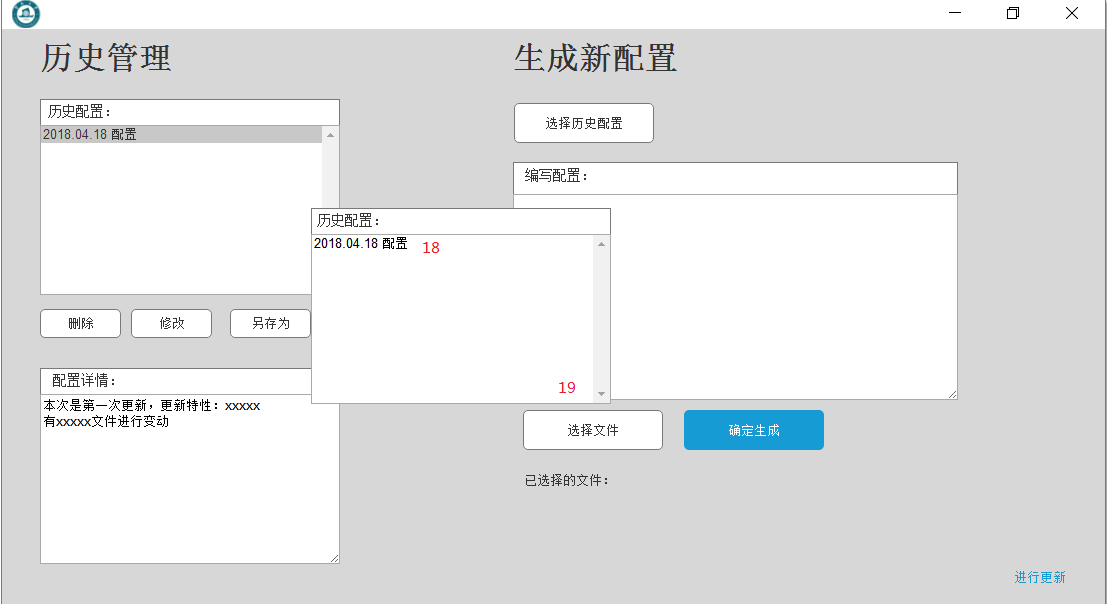 历史管理
历史配置：
2018.04.18 配置
删除
修改
另存为
配置详情：
本次是第一次更新，更新特性：xxxxx
有xxxxx文件进行变动
历史配置：
2018.04.18 配置 18
19
生成新配置
选择历史配置
编写配置：
选择文件
确定生成
已选择的文件：
进行更新